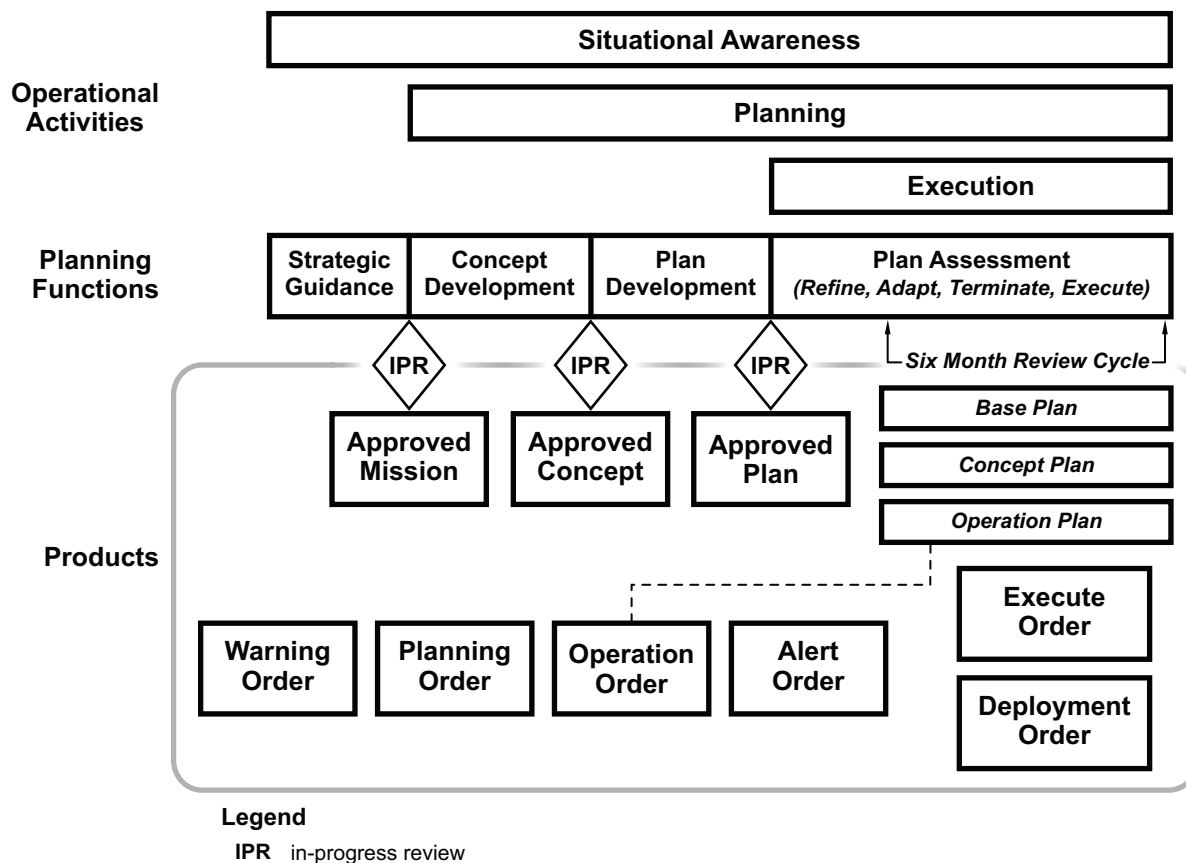 Situational Awareness
Operational
Activities
Planning
Execution
Planning
Functions
Strategic
Guidance
Concept
Development
Plan
Development
Plan Assessment
(Refine, Adapt, Terminate, Execute)
IPR
IPR
IPR
Six Month Review Cycle
Approved
Mission
Approved
Concept
Approved
Plan
Base Plan
Concept Plan
Operation Plan
Products
Warning
Order
Planning
Order
Operation
Order
Alert
Order
Execute
Order
Deployment
Order
Legend
IPR in-progress review